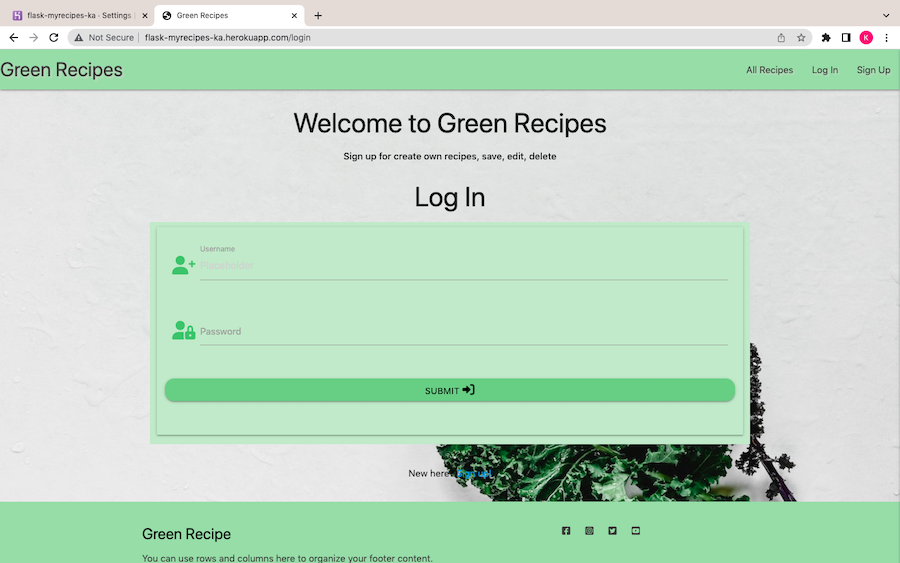 flask-myrecipes-ka · Settings
Green Recipes
Not Secure | flask-myrecipes-ka.herokuapp.com/login
K
Green Recipes
All Recipes
Log In
Sign Up
Welcome to Green Recipes
Sign up for create own recipes, save, edit, delete
Log In
Username
Placeholder
Password
SUBMIT
New here? Sign up!
Green Recipe
You can use rows and columns here to organize your footer content.